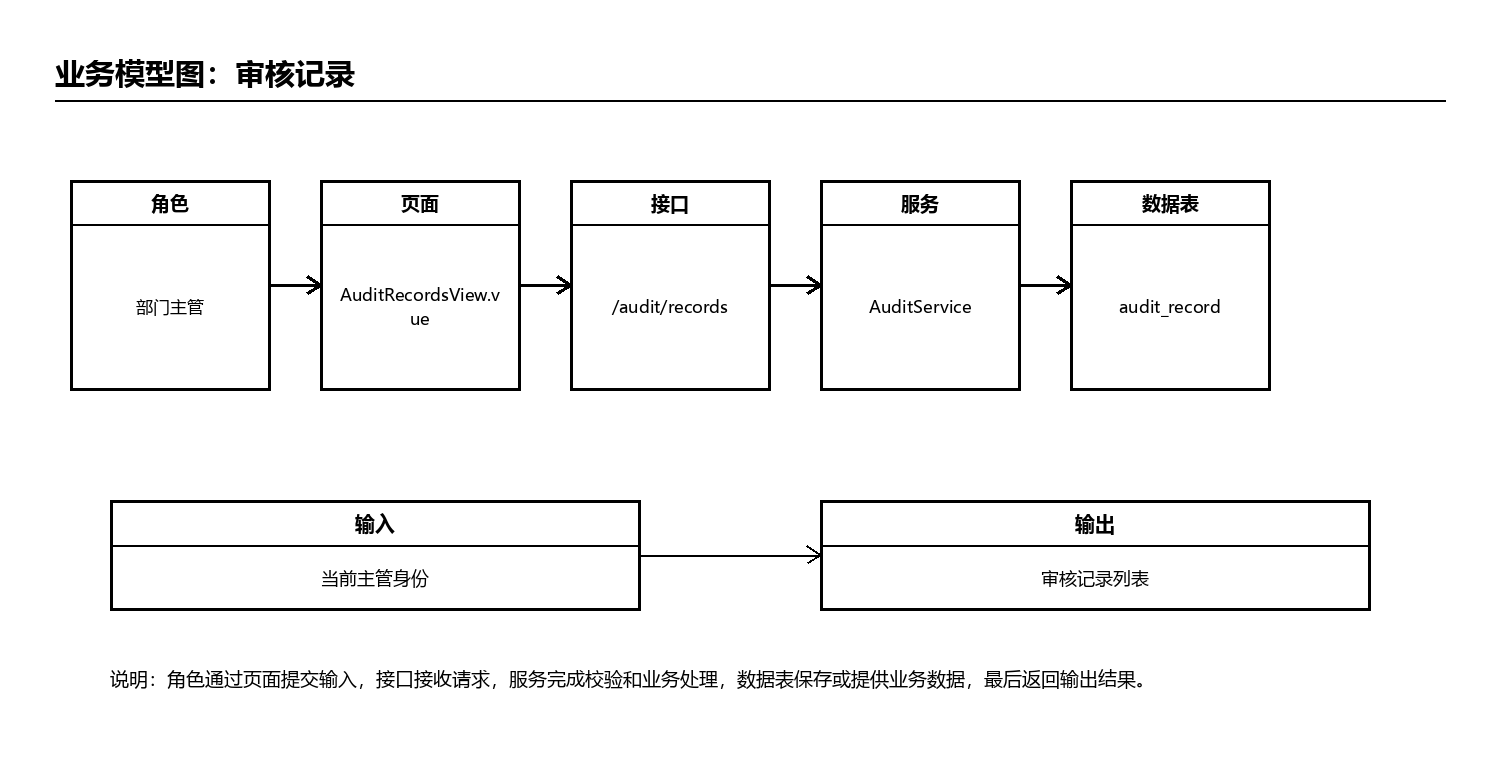 业务模型图：审核记录
角色
页面
接口
服务
数据表
部门主管
AuditRecordsView.v
ue
/audit/records
AuditService
audit_record
输入
输出
当前主管身份
审核记录列表
说明：角色通过页面提交输入，接口接收请求，服务完成校验和业务处理，数据表保存或提供业务数据，最后返回输出结果。